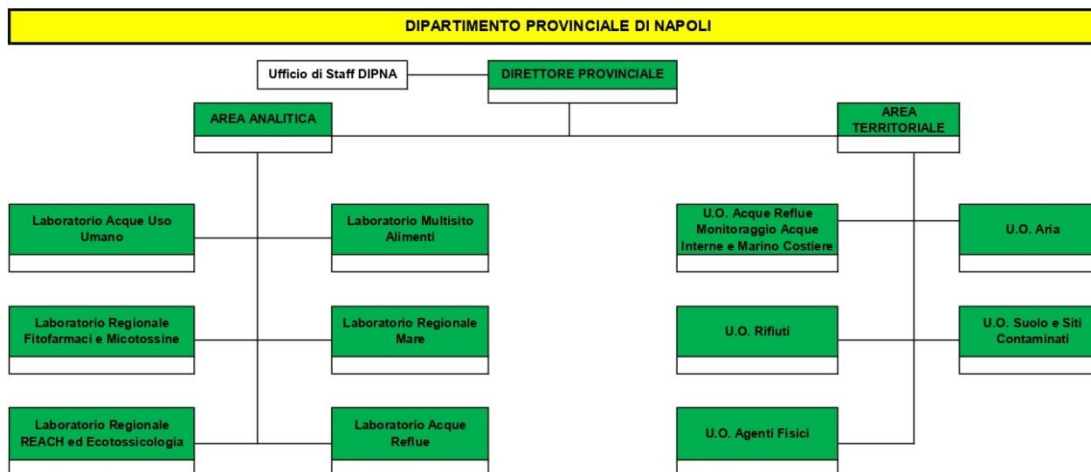 DIPARTIMENTO PROVINCIALE DI NAPOLI
Ufficio di Staff DIPNA
DIRETTORE PROVINCIALE
AREA ANALITICA
AREA
TERRITORIALE
Laboratorio Acque Uso
Umano
Laboratorio Multisito
Alimenti
U.O. Acque Reflue
Monitoraggio Acque
Interne e Marino Costiere
U.O. Aria
Laboratorio Regionale
Fitofarmaci e Micotossine
Laboratorio Regionale
Mare
U.O. Rifiuti
U.O. Suolo e Siti
Contaminati
Laboratorio Regionale
REACH ed Ecotossicologia
Laboratorio Acque
Reflue
U.O. Agenti Fisici